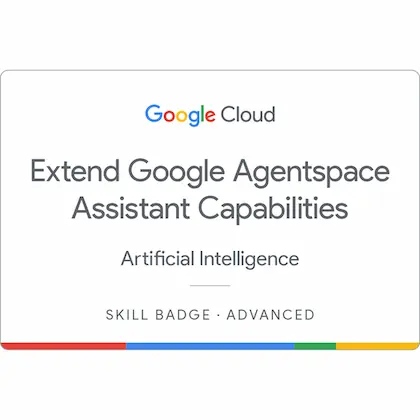 Google Cloud
Extend Google Agentspace
Assistant Capabilities
Artificial Intelligence
SKILL BADGE · ADVANCED